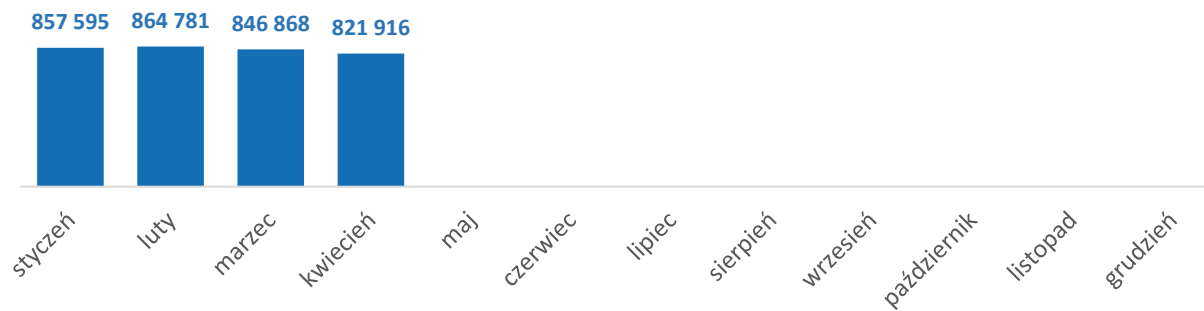 857 595 864 781 846 868 821 916
styczeń luty marzec kwiecień maj czerwiec lipiec sierpień wrzesień październik listopad grudzień